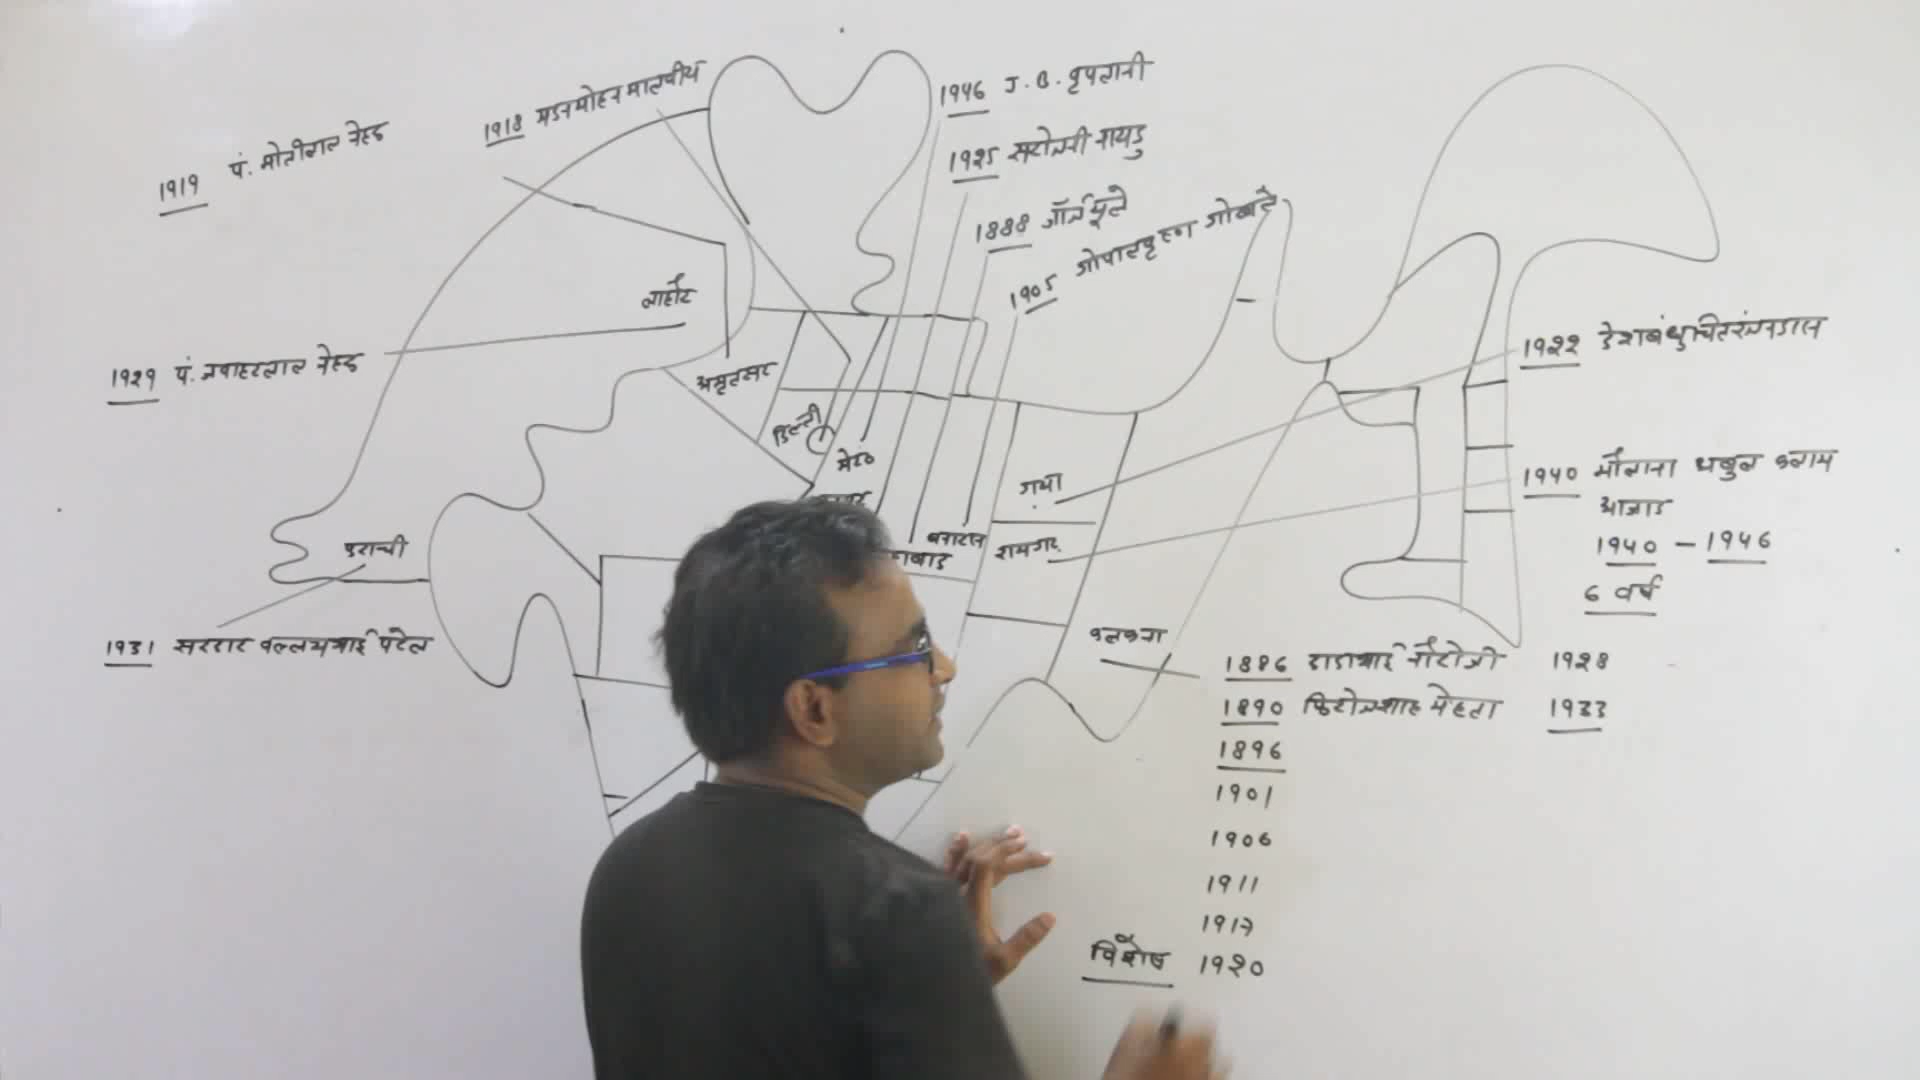 1946 J. B. कृपलानी
1918 मदनमोहन मालवीय
1919 पं. मोतीलाल नेहरू
1925 सरोजनी नायडु
1888 जॉर्ज यूले
1905 गोपालकृष्ण गोखले
लाहौर
1929 पं. जवाहरलाल नेहरू
अमृतसर
दिल्ली
मेरठ
1922 देशबंधु चितरंजनदास
गया
1940 मौलाना अबुल कलाम
आजाद
1940 - 1946
6 वर्ष
बनारस
रामगढ़
कराची
1931 सरदार वल्लभभाई पटेल
कलकत्ता
1886 दादाभाई नौरोजी 1928
1890 फिरोजशाह मेहता 1933
1896
1901
1906
1911
1917
विशेष 1920